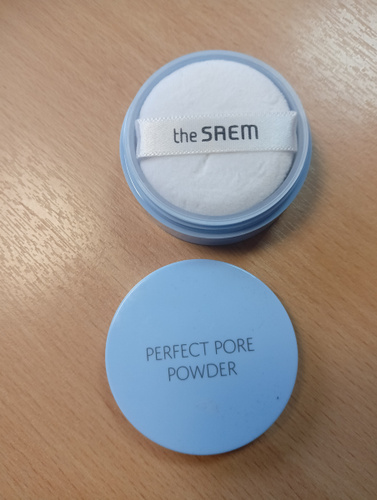 the SAEM
PERFECT PORE
POWDER